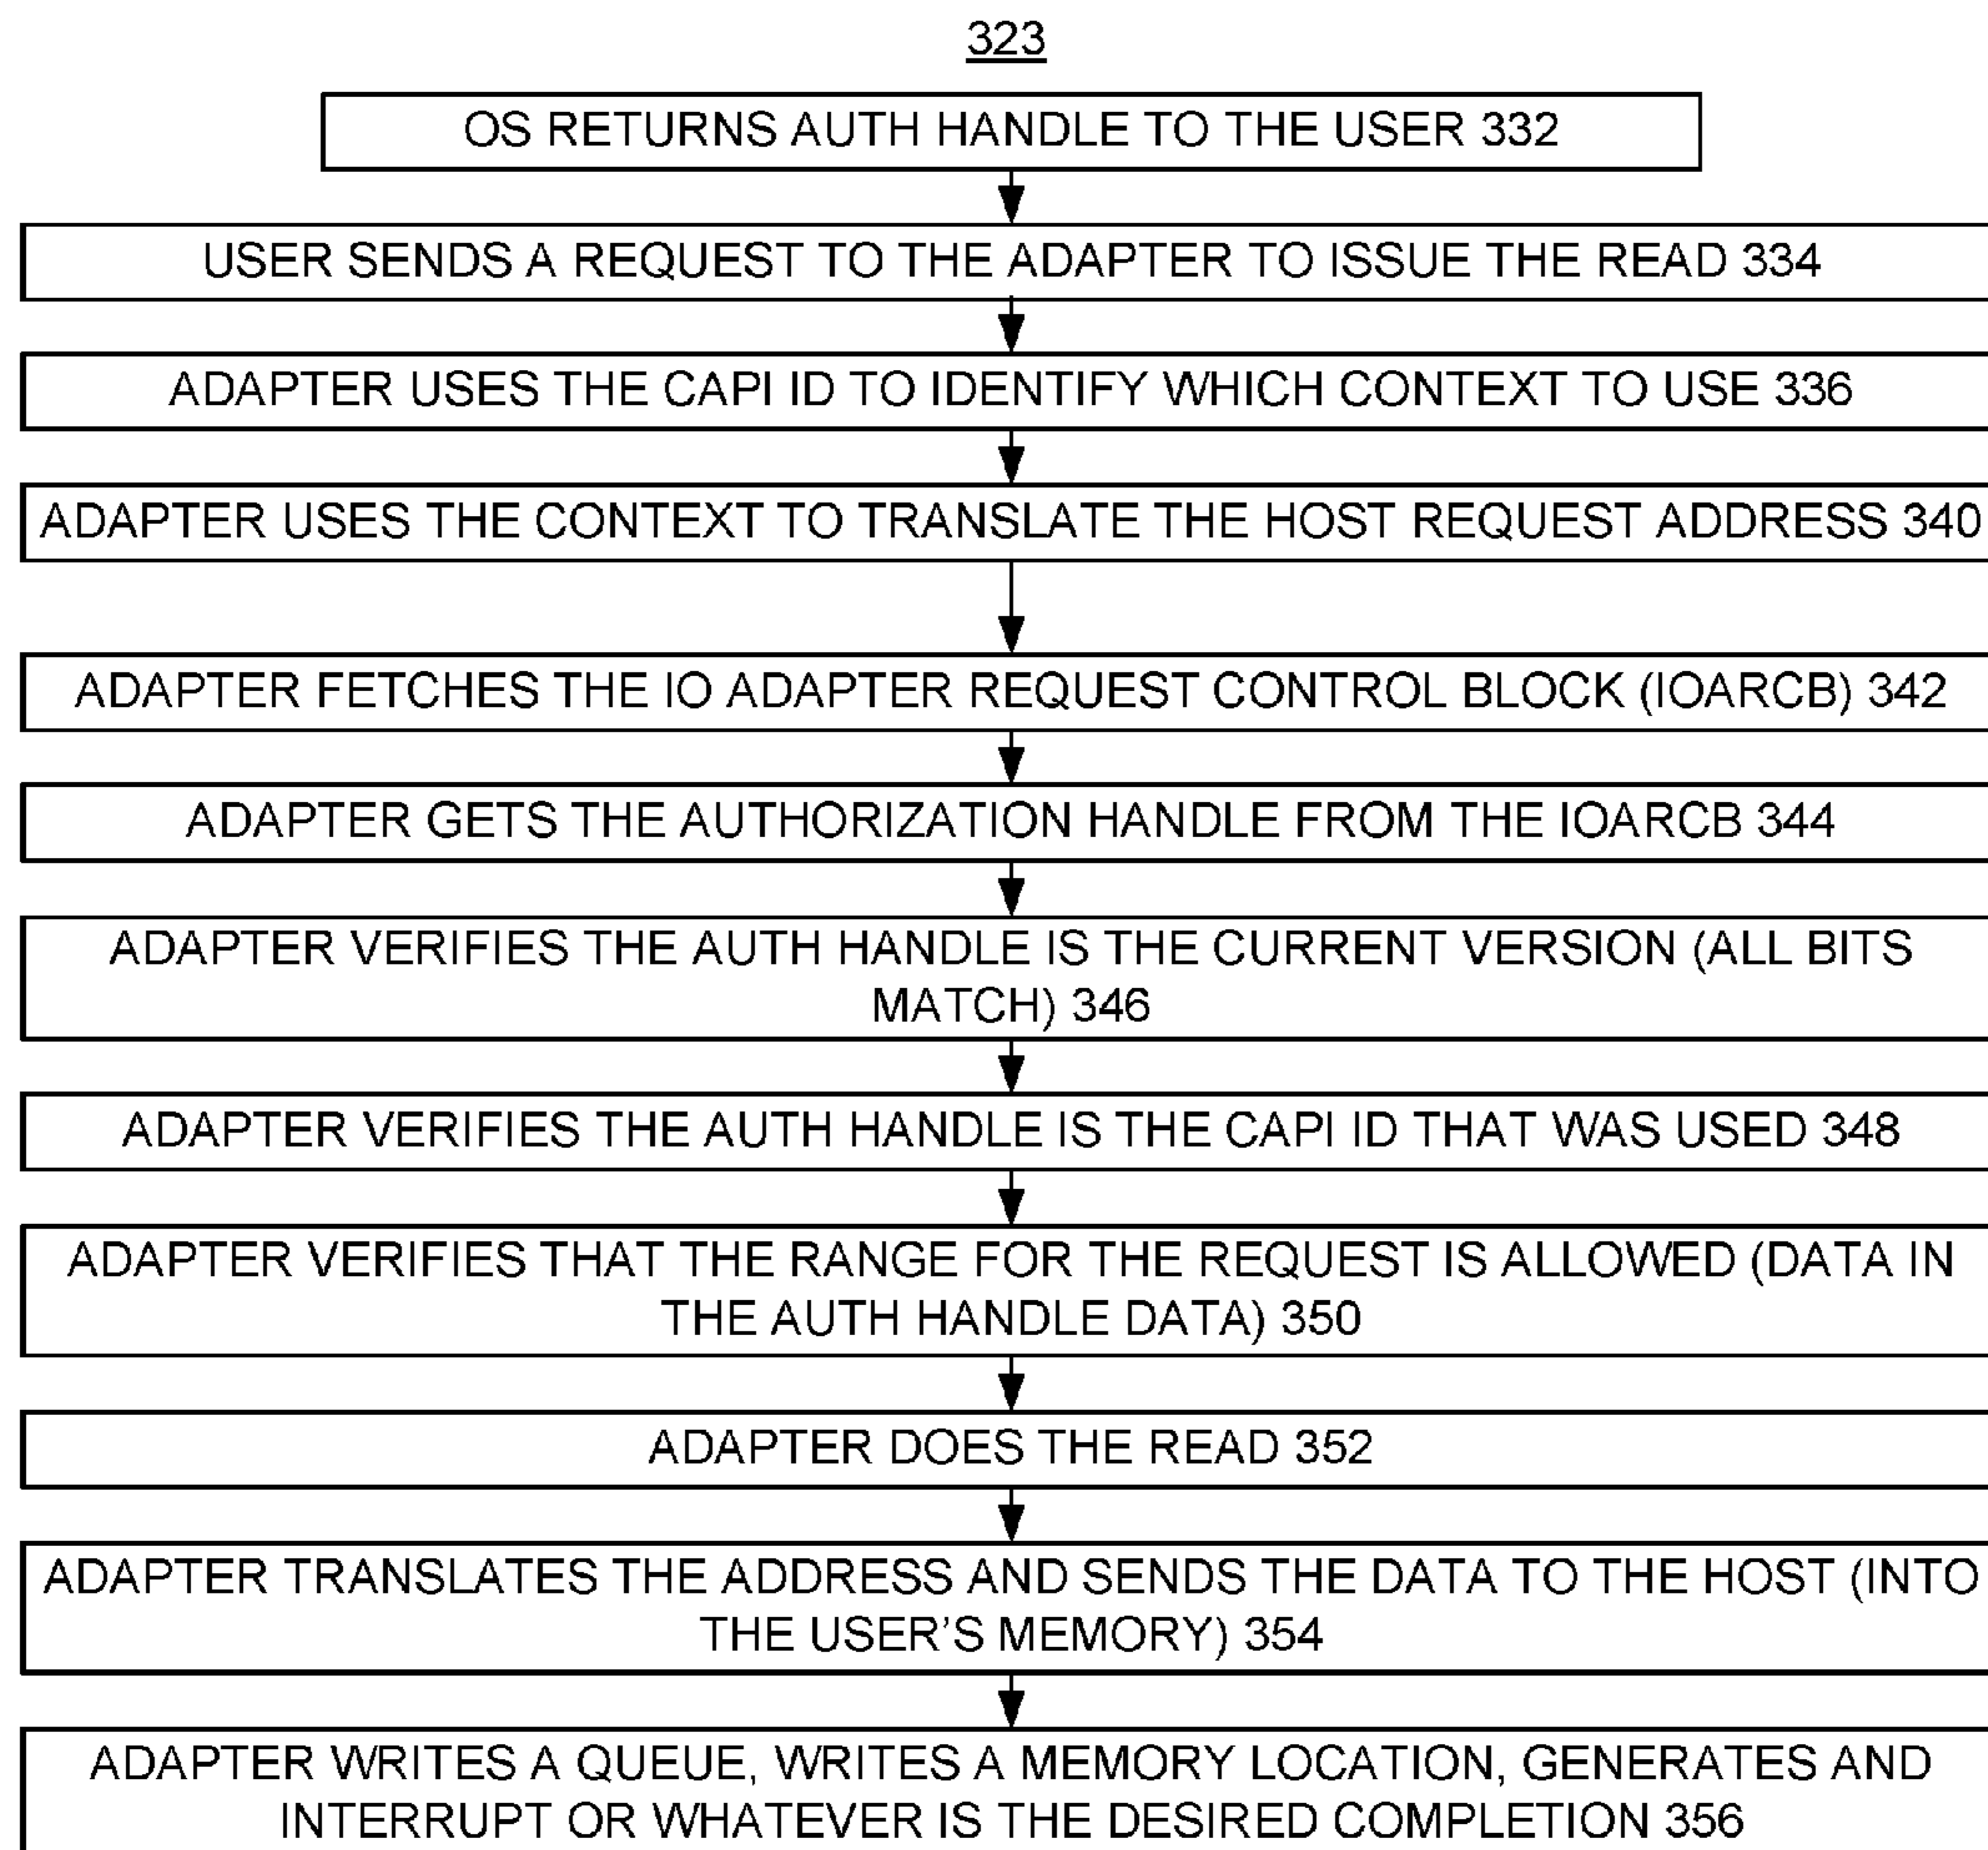 323
OS RETURNS AUTH HANDLE TO THE USER 332
USER SENDS A REQUEST TO THE ADAPTER TO ISSUE THE READ 334
ADAPTER USES THE CAPI ID TO IDENTIFY WHICH CONTEXT TO USE 336
ADAPTER USES THE CONTEXT TO TRANSLATE THE HOST REQUEST ADDRESS 340
ADAPTER FETCHES THE IO ADAPTER REQUEST CONTROL BLOCK (IOARCB) 342
ADAPTER GETS THE AUTHORIZATION HANDLE FROM THE IOARCB 344
ADAPTER VERIFIES THE AUTH HANDLE IS THE CURRENT VERSION (ALL BITS
MATCH) 346
ADAPTER VERIFIES THE AUTH HANDLE IS THE CAPI ID THAT WAS USED 348
ADAPTER VERIFIES THAT THE RANGE FOR THE REQUEST IS ALLOWED (DATA IN
THE AUTH HANDLE DATA) 350
ADAPTER DOES THE READ 352
ADAPTER TRANSLATES THE ADDRESS AND SENDS THE DATA TO THE HOST (INTO
THE USER'S MEMORY) 354
ADAPTER WRITES A QUEUE, WRITES A MEMORY LOCATION, GENERATES AND
INTERRUPT OR WHATEVER IS THE DESIRED COMPLETION 356